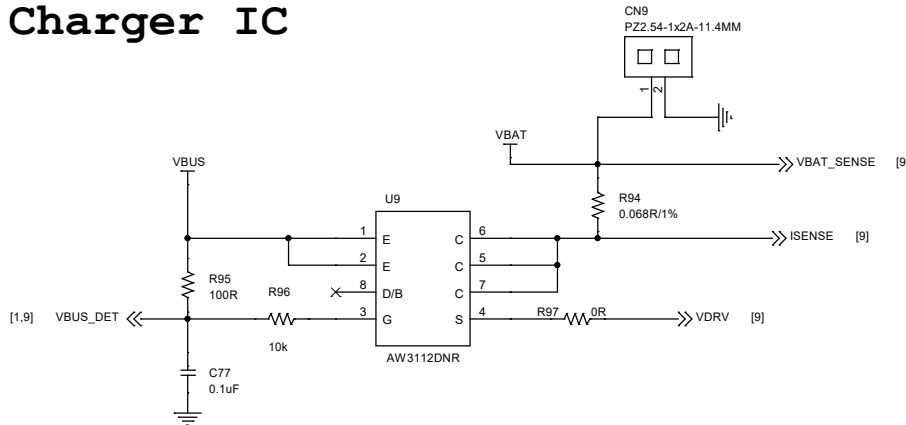 Charger IC
CN9
PZ2.54-1x2A-11.4MM
1
2
VBAT
VBAT_SENSE [9
VBUS
R94
0.068R/1%
U9
1 E C 6
ISENSE [9]
2 E C 5
R95
100R
R96
8 D/B C 7
[1,9] VBUS_DET
3 G S 4
R97 0R
VDRV [9]
10k
AW3112DNR
C77
0.1uF